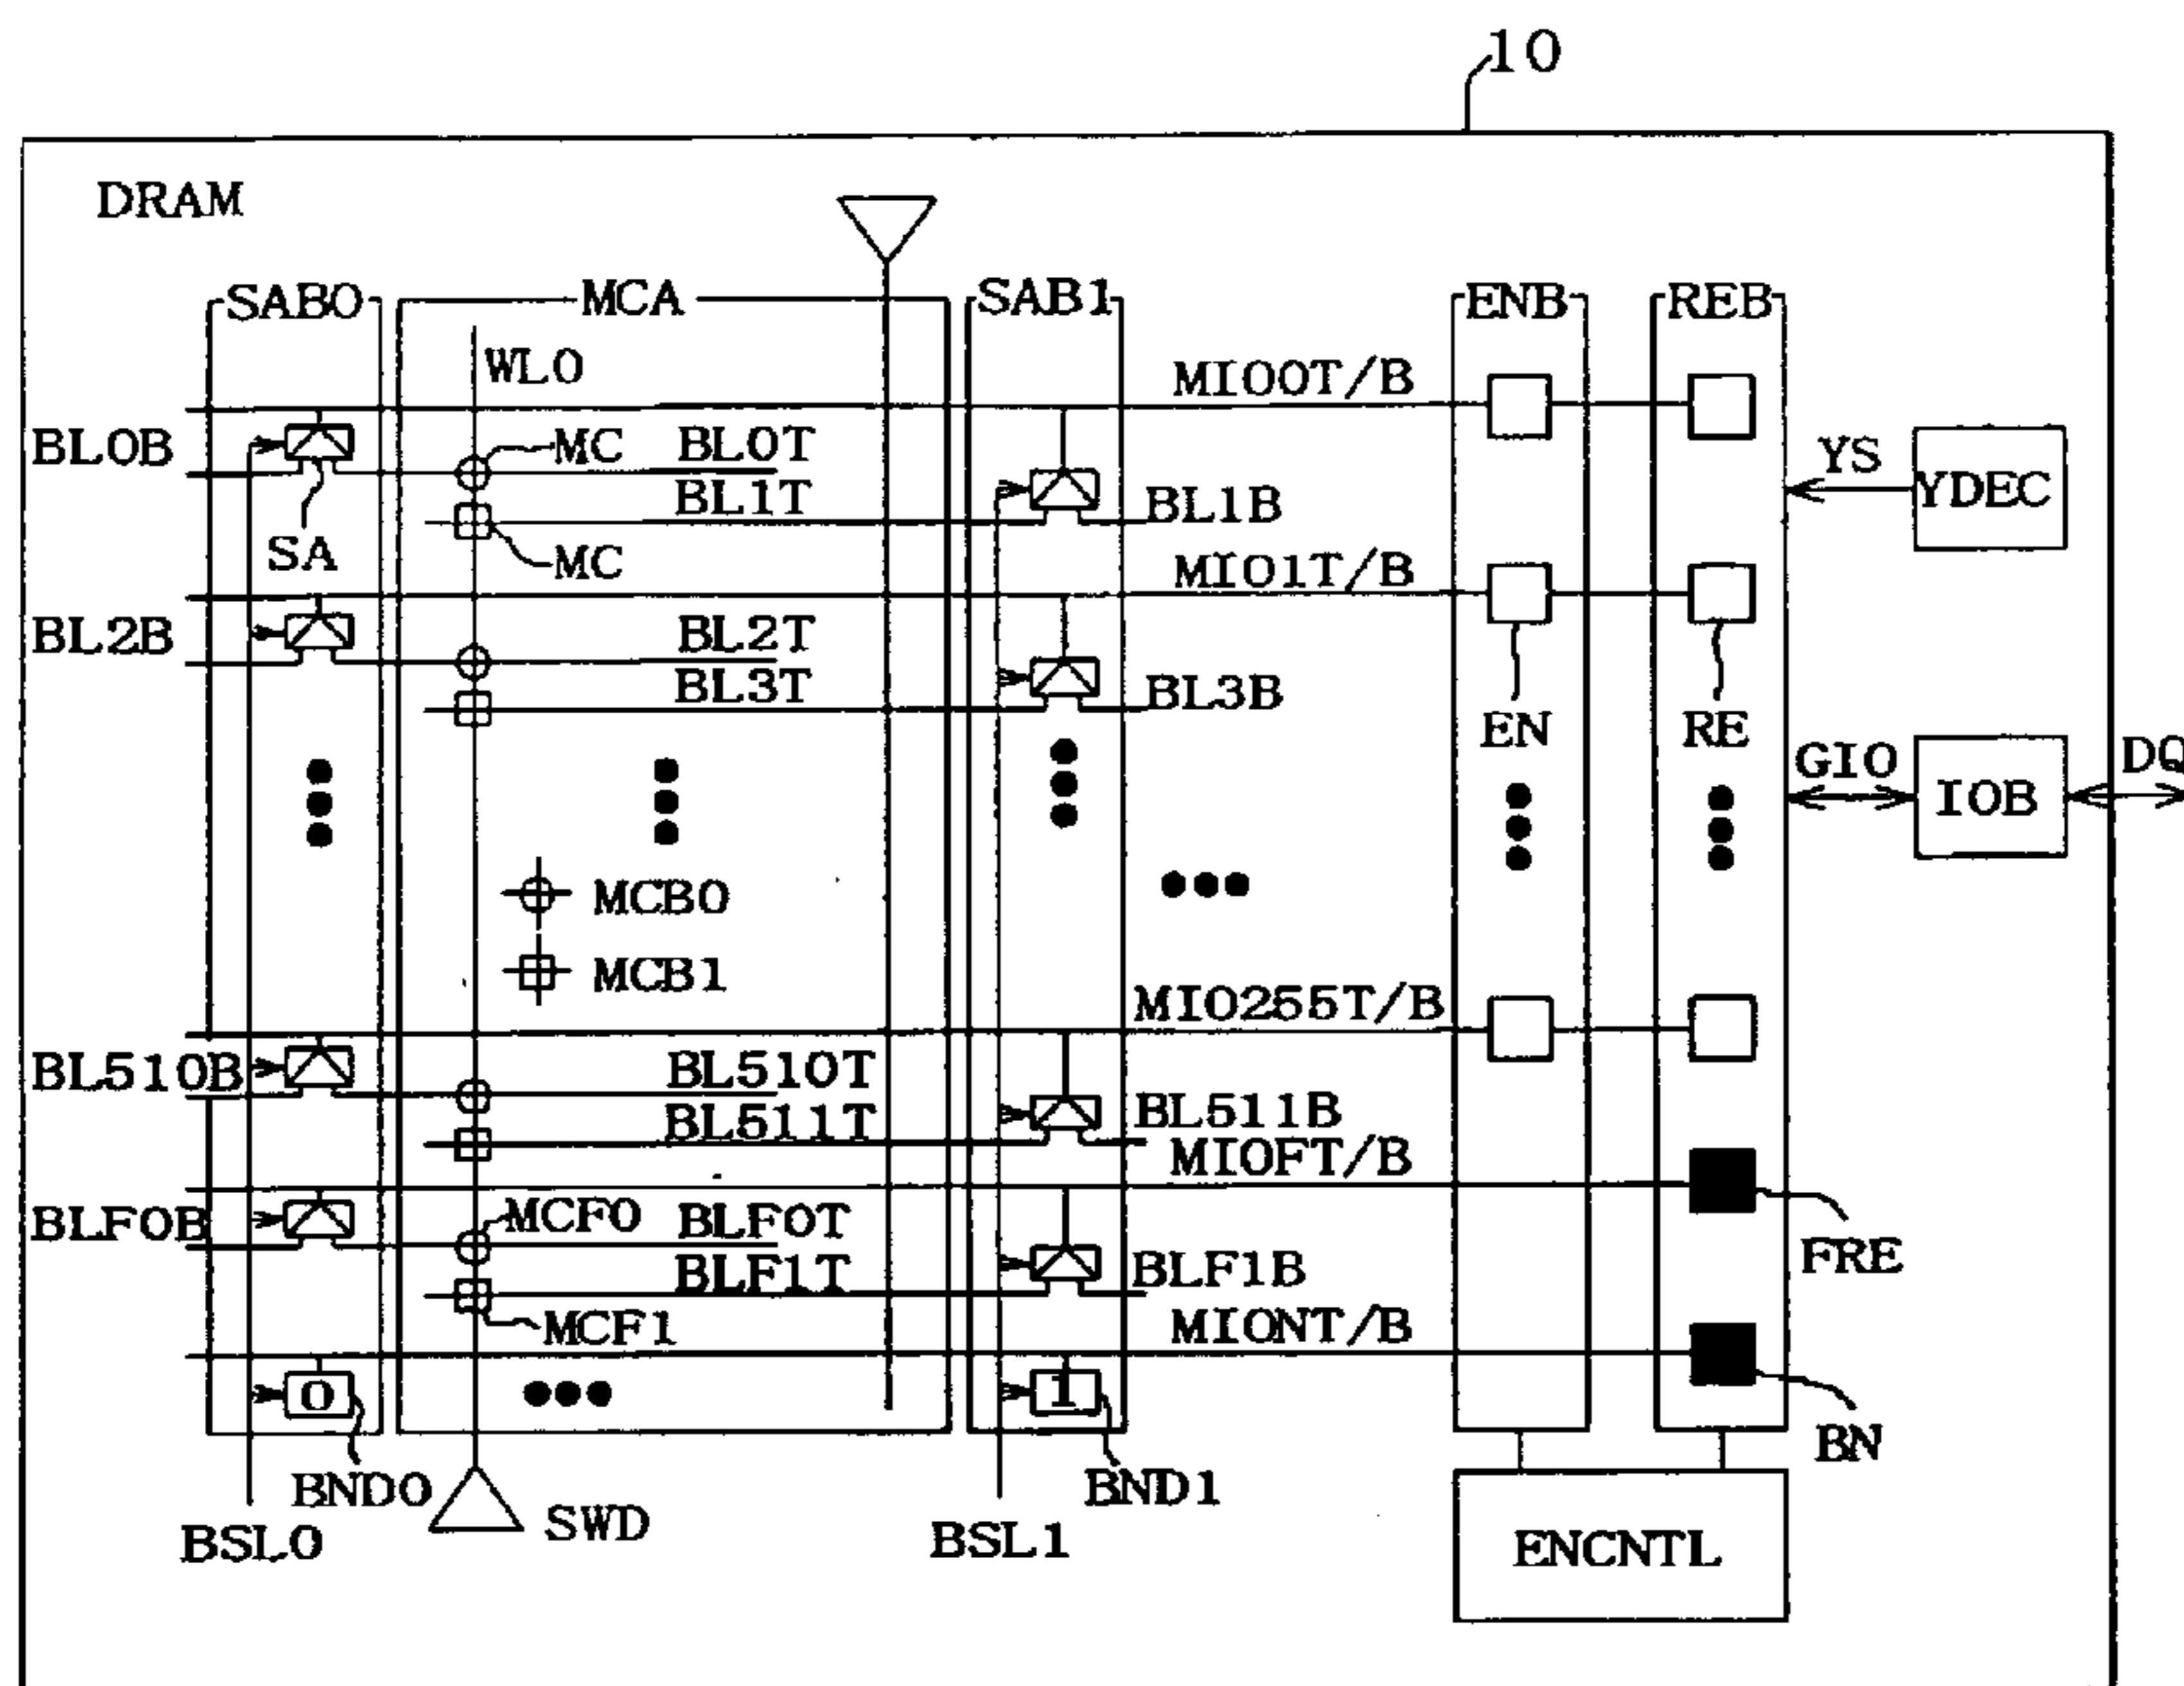 10
DRAM
SAB0
MCA
SAB1
ENB
REB
WL0
MIO0T/B
BL0B
MC
BL0T
YS
YDEC
BL1T
BL1B
SA
MC
MIO1T/B
BL2B
BL2T
BL3T
BL3B
EN
RE
GIO
IOB
DQ
MCB0
MCB1
MIO255T/B
BL510B
BL510T
BL511T
BL511B
MIOFT/B
BLF0B
MCF0
BLF0T
FRE
BLF1T
BLF1B
MCF1
MIONT/B
0
1
BN
BND0
BND1
BSL0
SWD
BSL1
ENCNTL